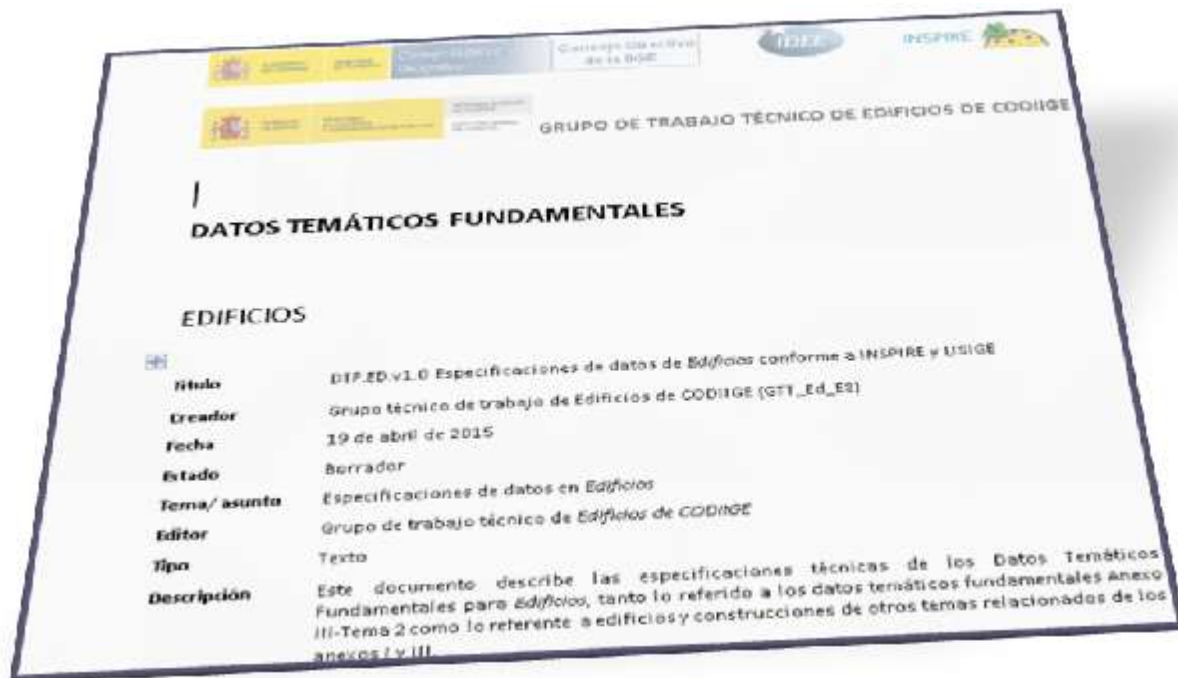 Consejo Directivo
de la IIGE
IDEE
INSPIRE
GRUPO DE TRABAJO TÉCNICO DE EDIFICIOS DE CODIIGE
DATOS TEMÁTICOS FUNDAMENTALES
EDIFICIOS
Título DTF.ED.v1.0 Especificaciones de datos de Edificios conforme a INSPIRE y LISIGE
Creador Grupo técnico de trabajo de Edificios de CODIIGE (GTT_Ed_ES)
Fecha 19 de abril de 2015
Estado Borrador
Tema/ asunto Especificaciones de datos en Edificios
Editor Grupo de trabajo técnico de Edificios de CODIIGE
Tipo Texto
Descripción Este documento describe las especificaciones técnicas de los Datos Temáticos
Fundamentales para Edificios, tanto lo referido a los datos temáticos fundamentales Anexo
III-Tema 2 como lo referente a edificios y construcciones de otros temas relacionados de los
anexos I y III.